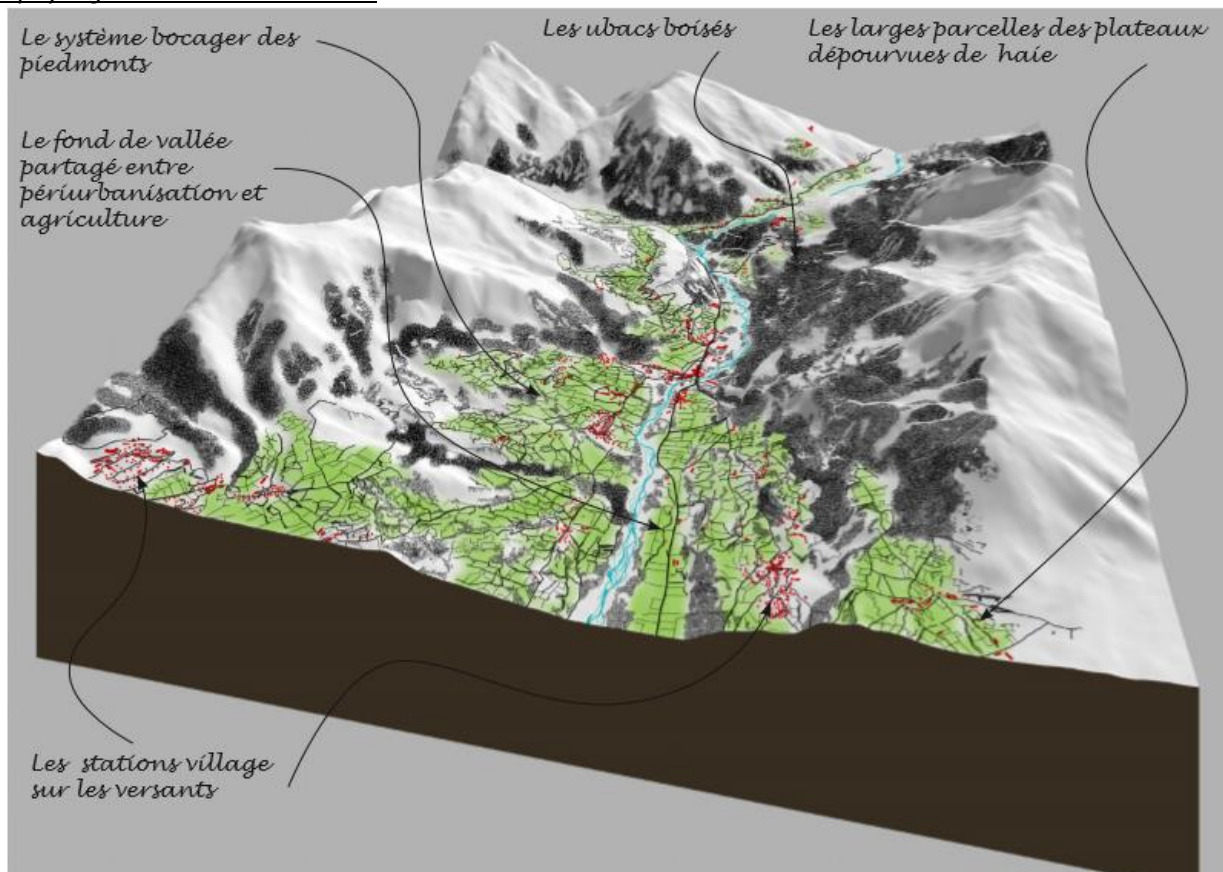 Le système bocager des
piedmonts
Les ubacs boisés
Les larges parcelles des plateaux
dépourvues de haie
Le fond de vallée
partagé entre
périurbanisation et
agriculture
Les stations village
sur les versants